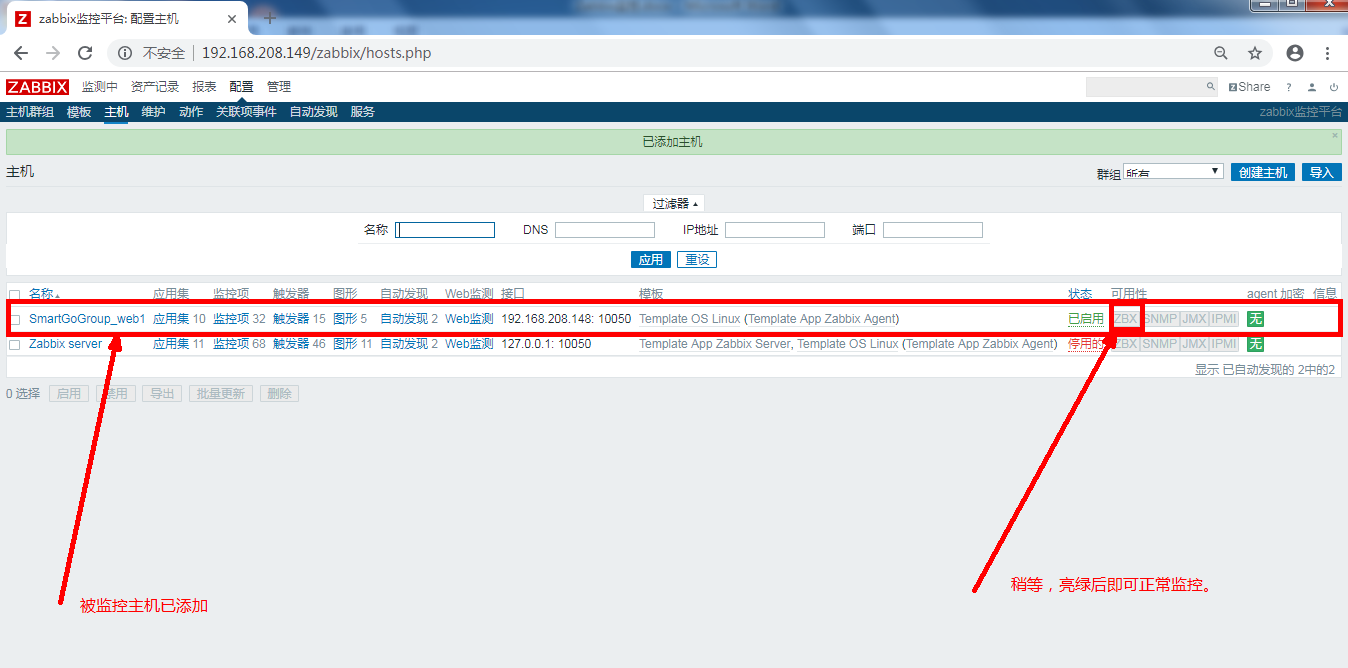 Z zabbix监控平台: 配置主机
不安全 192.168.208.149/zabbix/hosts.php
ZABBIX 监测中 资产记录 报表 配置 管理 Z Share ?
主机群组 模板 主机 维护 动作 关联项事件 自动发现 服务 zabbix监控平台
已添加主机
主机 群组 所有 创建主机 导入
过滤器
名称 DNS IP地址 端口
应用 重设
名称 应用集 监控项 触发器 图形 自动发现 Web监测 接口 模板 状态 可用性 agent 加密 信息
SmartGoGroup_web1 应用集 10 监控项 32 触发器 15 图形 5 自动发现 2 Web监测 192.168.208.148: 10050 Template OS Linux (Template App Zabbix Agent) 已启用 ZBX SNMP JMX IPMI 无
Zabbix server 应用集 11 监控项 68 触发器 46 图形 11 自动发现 2 Web监测 127.0.0.1: 10050 Template App Zabbix Server, Template OS Linux (Template App Zabbix Agent) 停用的 ZBX SNMP JMX IPMI 无
显示 已自动发现的 2中的2
0 选择 启用 禁用 导出 批量更新 删除
稍等，亮绿后即可正常监控。
被监控主机已添加